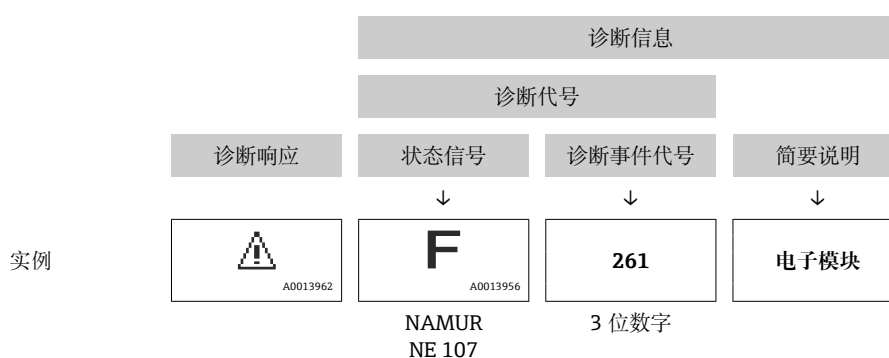 诊断信息
诊断代号
诊断响应 状态信号 诊断事件代号 简要说明
↓ ↓ ↓
实例 ⚠ F 261 电子模块
A0013962 A0013956
NAMUR 3 位数字
NE 107